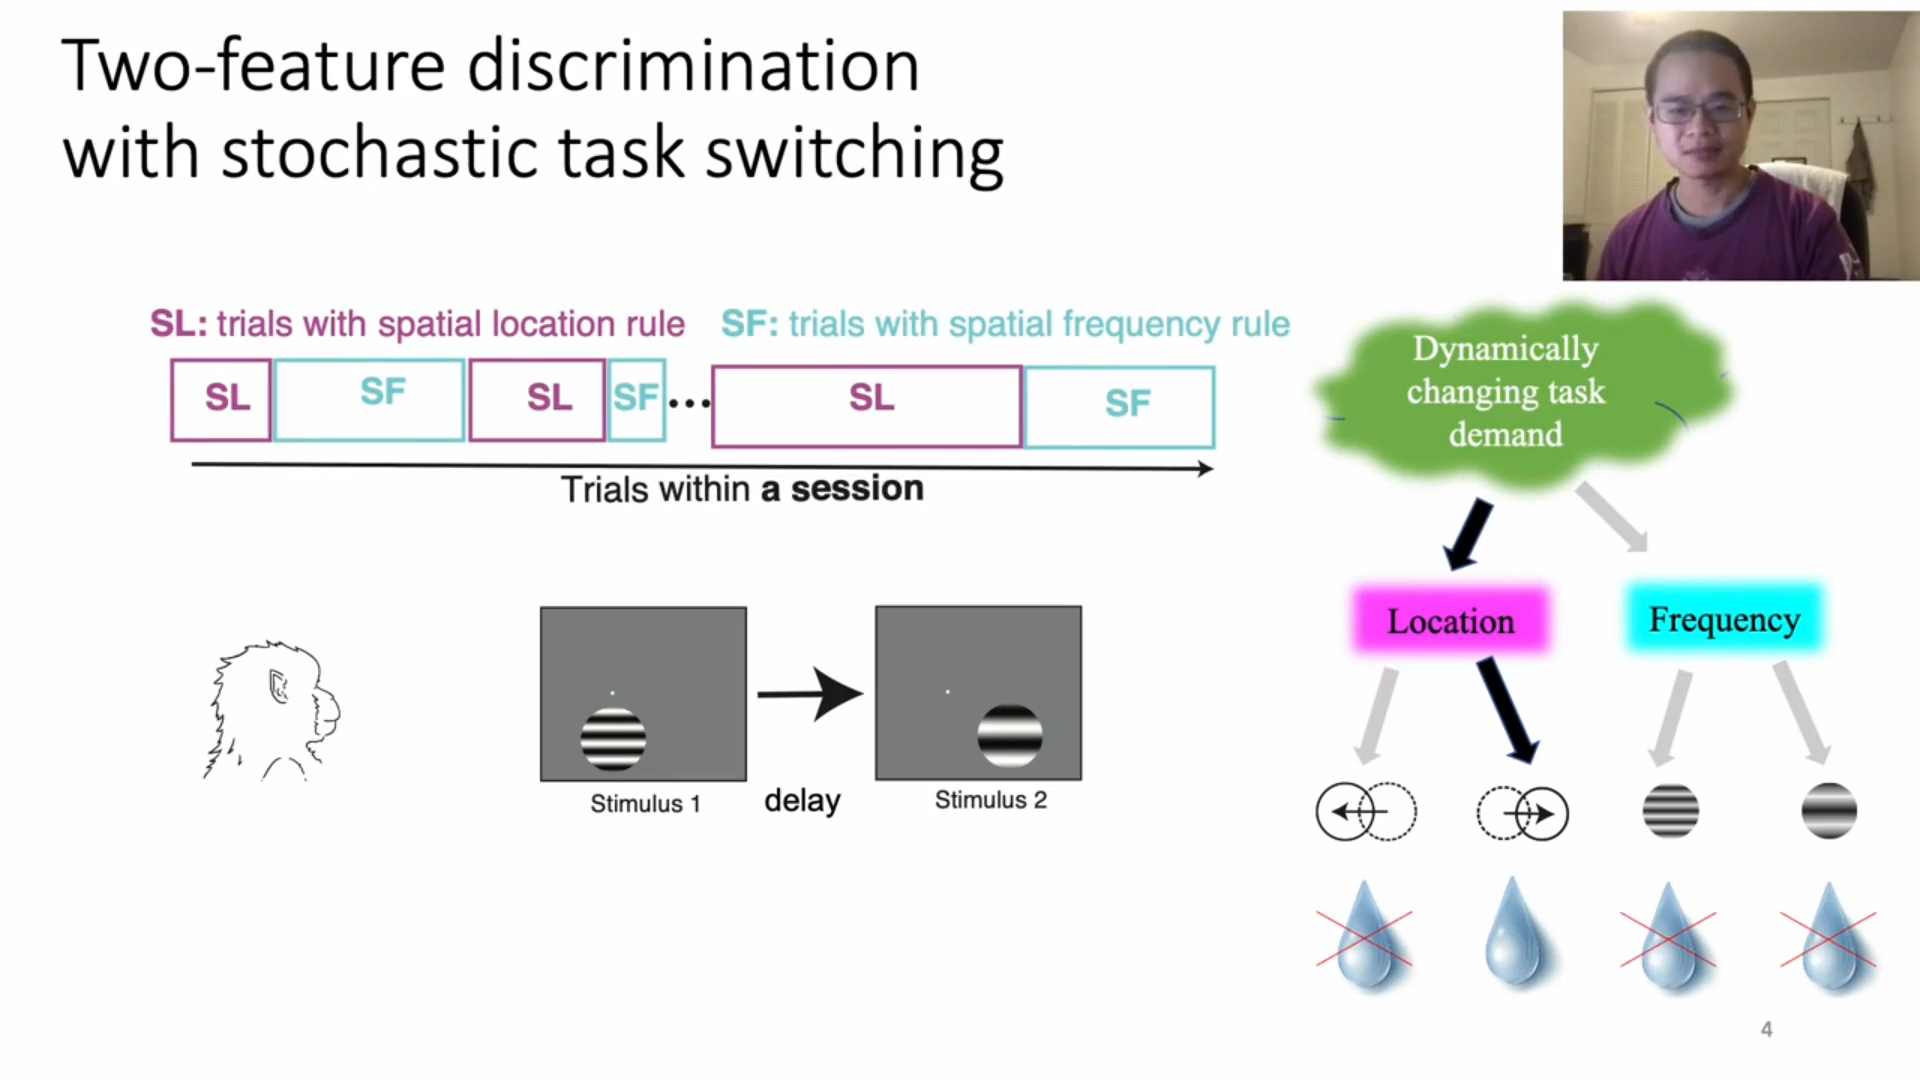 Two-feature discrimination
with stochastic task switching
SL: trials with spatial location rule
SF: trials with spatial frequency rule
SL
SF
SL
SF
...
SL
SF
Trials within a session
Stimulus 1
delay
Stimulus 2
Dynamically
changing task
demand
Location
Frequency
4